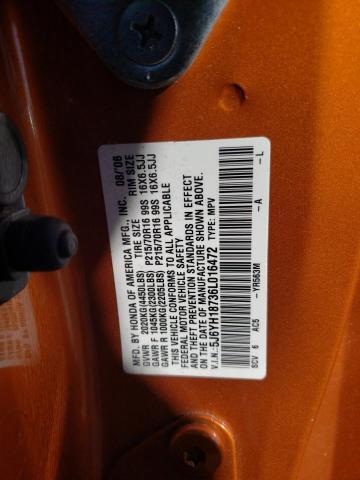 MFD. BY HONDA OF AMERICA MFG., INC. 08/'06
RIM SIZE
GVWR 2020KG(4450LBS) P215/70R16 99S 16X6.5JJ
GAWR F 1045KG(2300LBS) P215/70R16 99S 16X6.5JJ
GAWR R 1000KG(2205LBS)
THIS VEHICLE CONFORMS TO ALL APPLICABLE
FEDERAL MOTOR VEHICLE SAFETY
AND THEFT PREVENTION STANDARDS IN EFFECT
ON THE DATE OF MANUFACTURE SHOWN ABOVE.
V.I.N.: 5J6YH18736L016472 TYPE: MPV
SCV 6 AC5 -YR563M -A -L